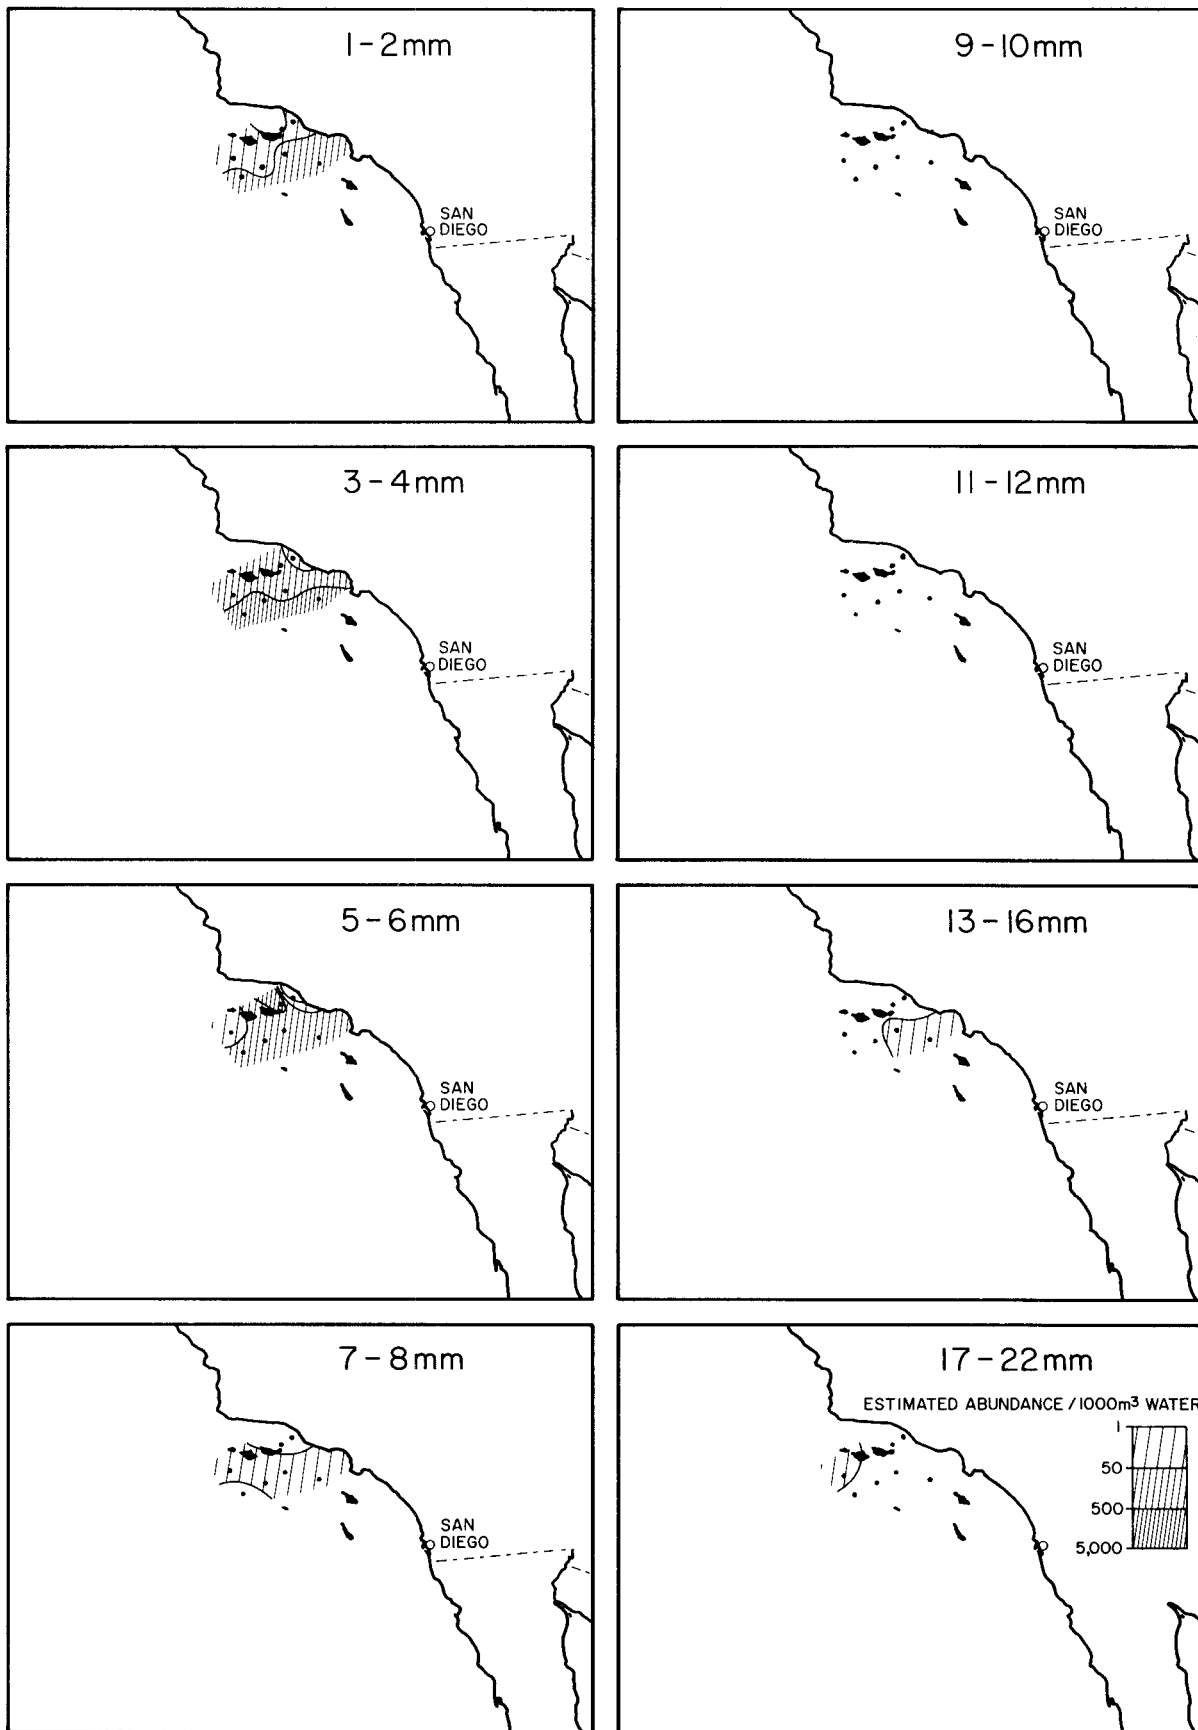 1-2mm
SAN
DIEGO
9-10mm
SAN
DIEGO
3-4mm
SAN
DIEGO
11-12mm
SAN
DIEGO
5-6mm
SAN
DIEGO
13-16mm
SAN
DIEGO
7-8mm
SAN
DIEGO
17-22mm
ESTIMATED ABUNDANCE / 1000m³ WATER
1
50
500
5,000